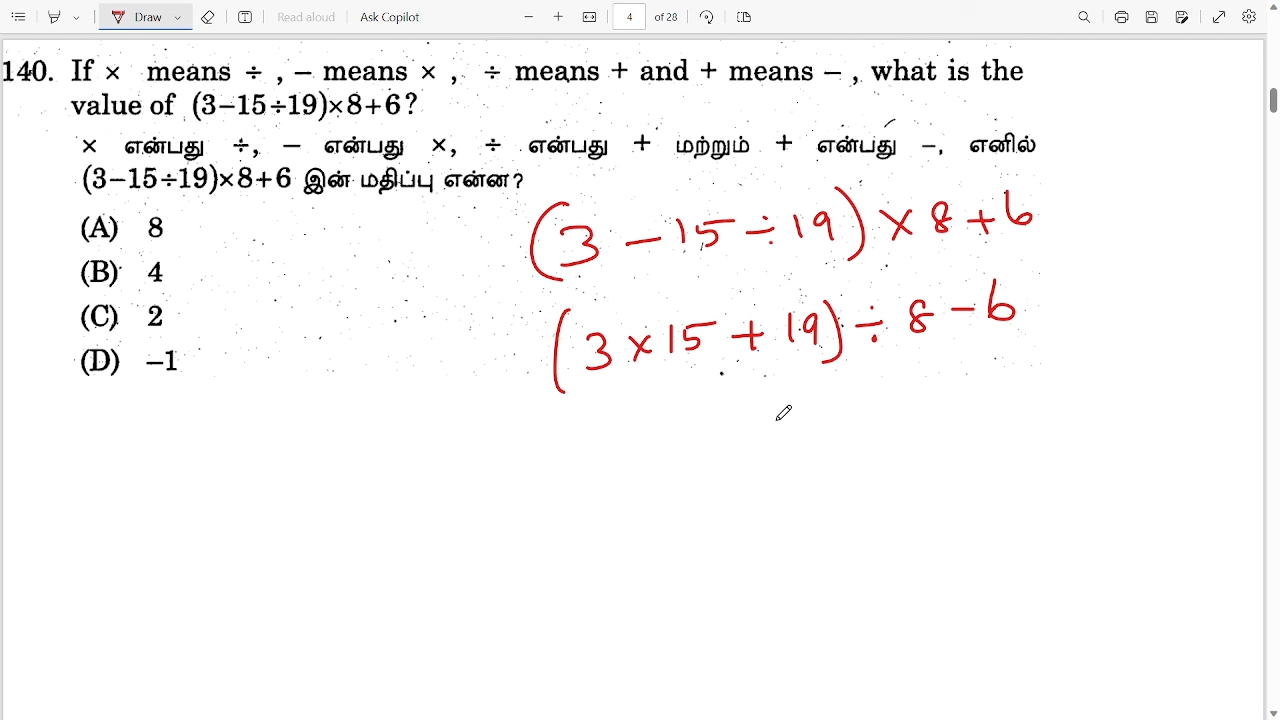 Draw
Read aloud
Ask Copilot
4
of 28
140. If × means ÷ , − means × , ÷ means + and + means − , what is the
value of (3−15÷19)×8+6?
× என்பது ÷, − என்பது ×, ÷ என்பது + மற்றும் + என்பது −, எனில்
(3−15÷19)×8+6 இன் மதிப்பு என்ன?
(A) 8
(B) 4
(C) 2
(D) −1
(3 − 15 ÷ 19) × 8 + 6
(3 × 15 + 19) ÷ 8 − 6